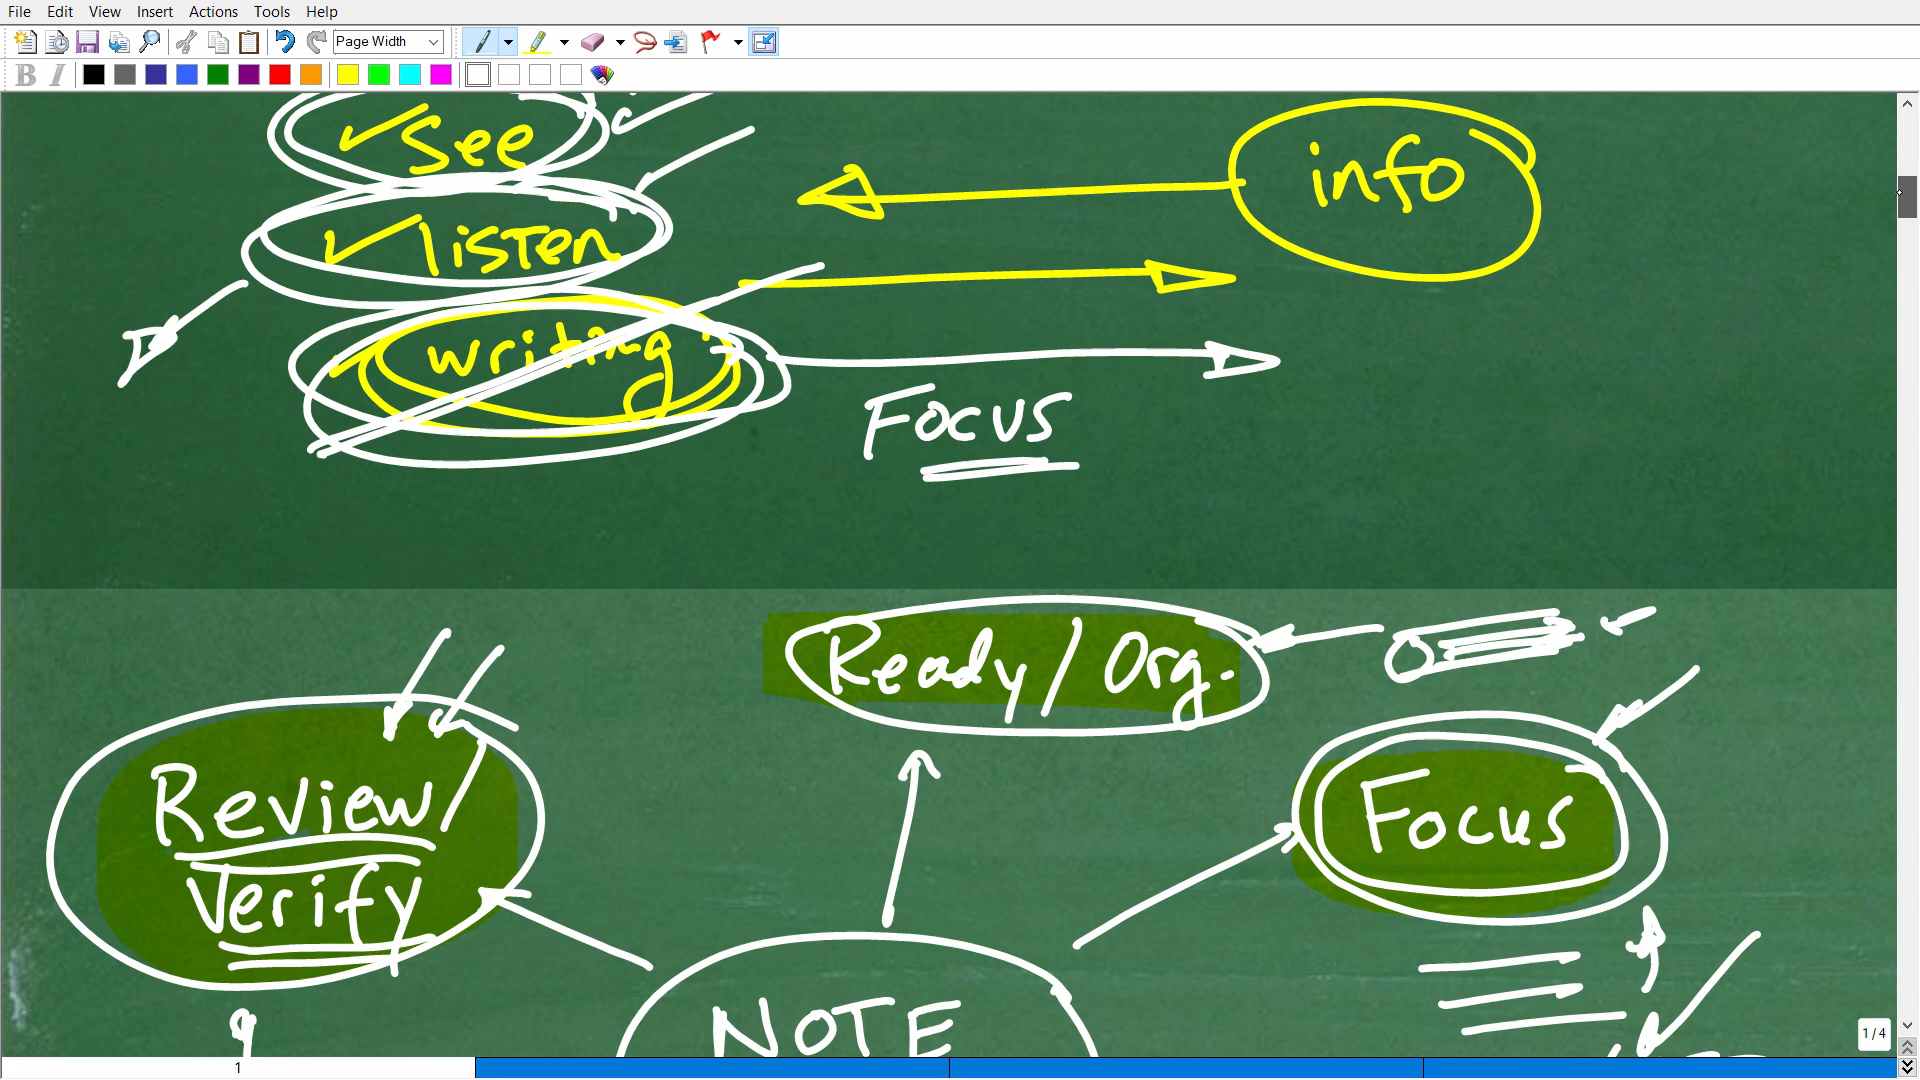 File Edit View Insert Actions Tools Help
Page Width
B I
See
info
listen
writing
Focus
Ready/Org.
Review/
Verify
Focus
NOTE
1 / 4
1